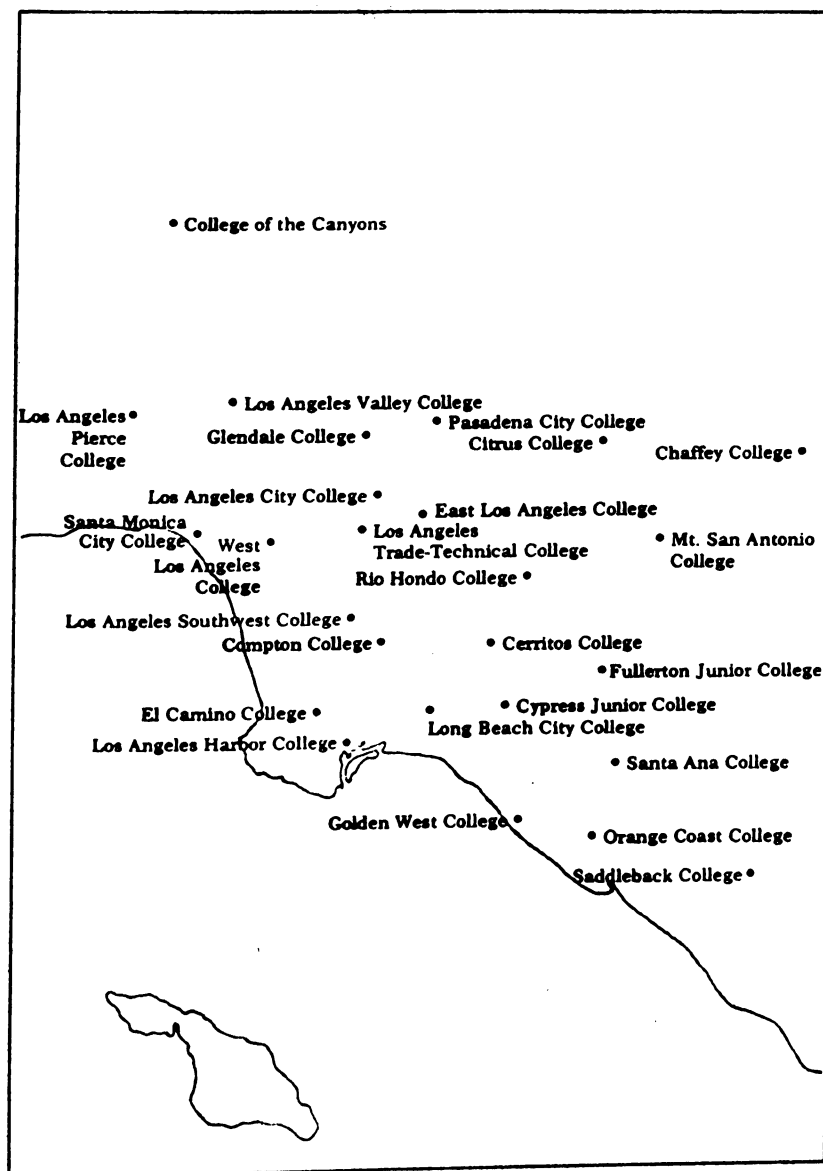 College of the Canyons
Los Angeles Valley College
Los Angeles
Pierce
College
Pasadena City College
Glendale College
Citrus College
Chaffey College
Los Angeles City College
East Los Angeles College
Santa Monica
City College
West
Los Angeles
College
Los Angeles
Trade-Technical College
Mt. San Antonio
College
Rio Hondo College
Los Angeles Southwest College
Compton College
Cerritos College
Fullerton Junior College
El Camino College
Cypress Junior College
Long Beach City College
Los Angeles Harbor College
Santa Ana College
Golden West College
Orange Coast College
Saddleback College